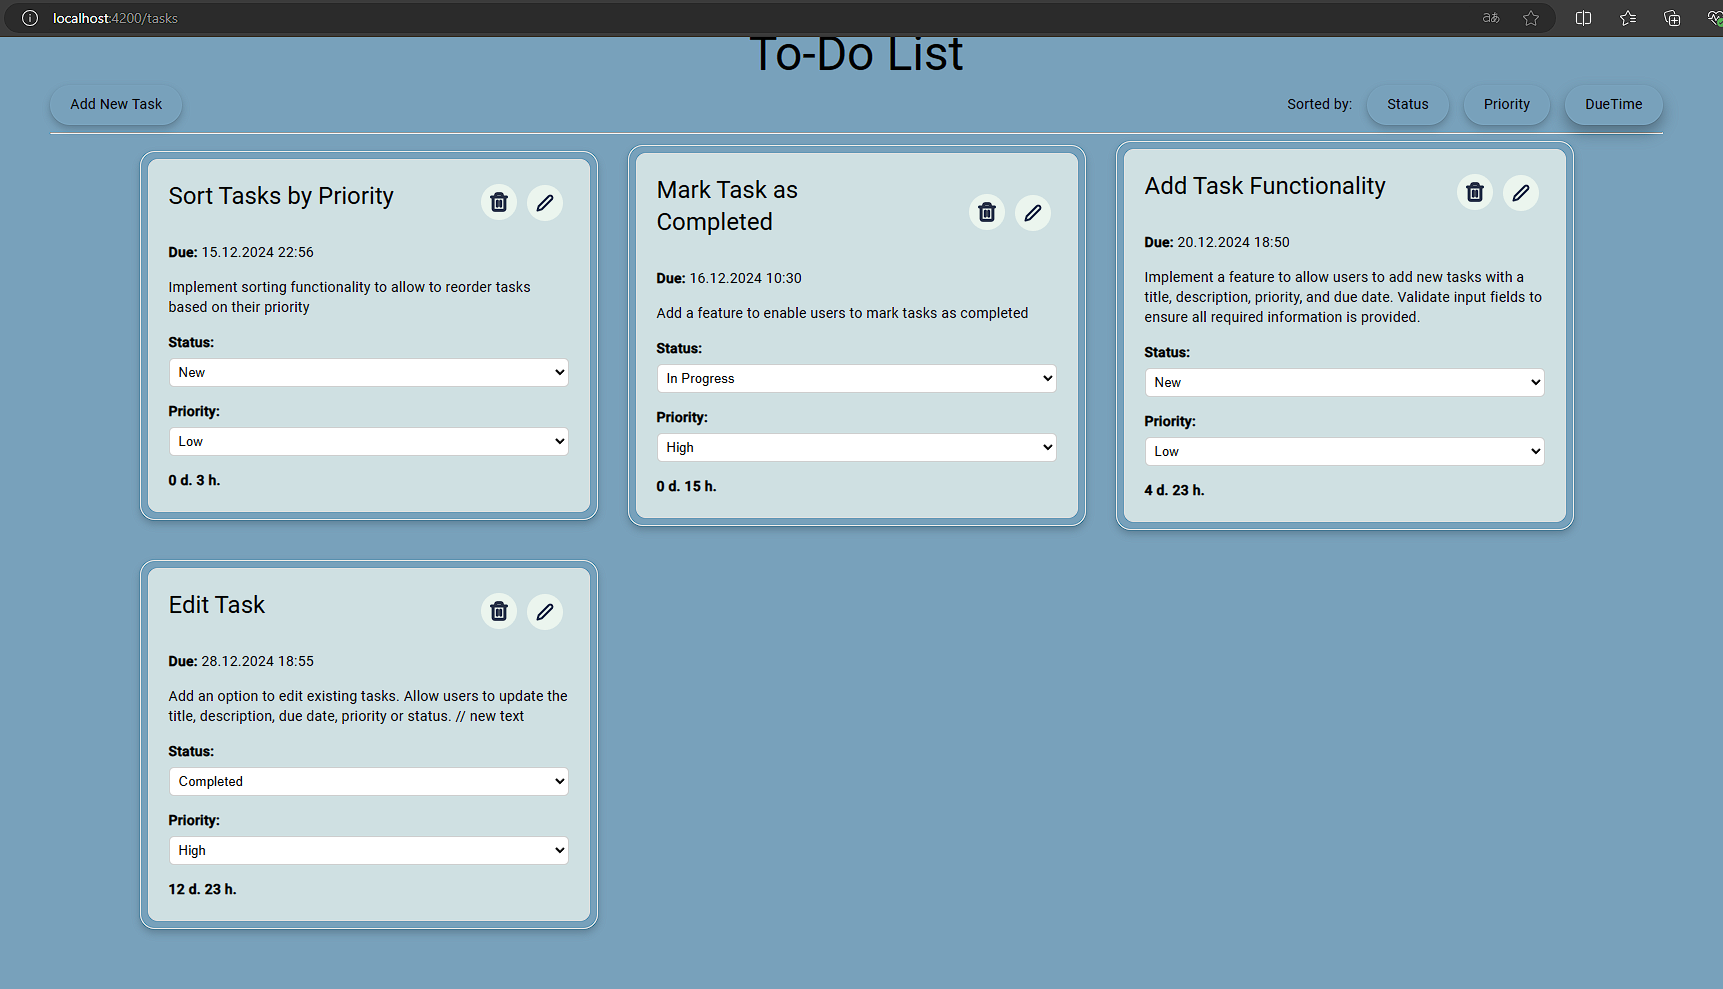 localhost:4200/tasks
To-Do List
Add New Task
Sorted by: Status Priority DueTime
Sort Tasks by Priority
Due: 15.12.2024 22:56
Implement sorting functionality to allow to reorder tasks
based on their priority
Status:
New
Priority:
Low
0 d. 3 h.
Mark Task as
Completed
Due: 16.12.2024 10:30
Add a feature to enable users to mark tasks as completed
Status:
In Progress
Priority:
High
0 d. 15 h.
Add Task Functionality
Due: 20.12.2024 18:50
Implement a feature to allow users to add new tasks with a
title, description, priority, and due date. Validate input fields to
ensure all required information is provided.
Status:
New
Priority:
Low
4 d. 23 h.
Edit Task
Due: 28.12.2024 18:55
Add an option to edit existing tasks. Allow users to update the
title, description, due date, priority or status. // new text
Status:
Completed
Priority:
High
12 d. 23 h.